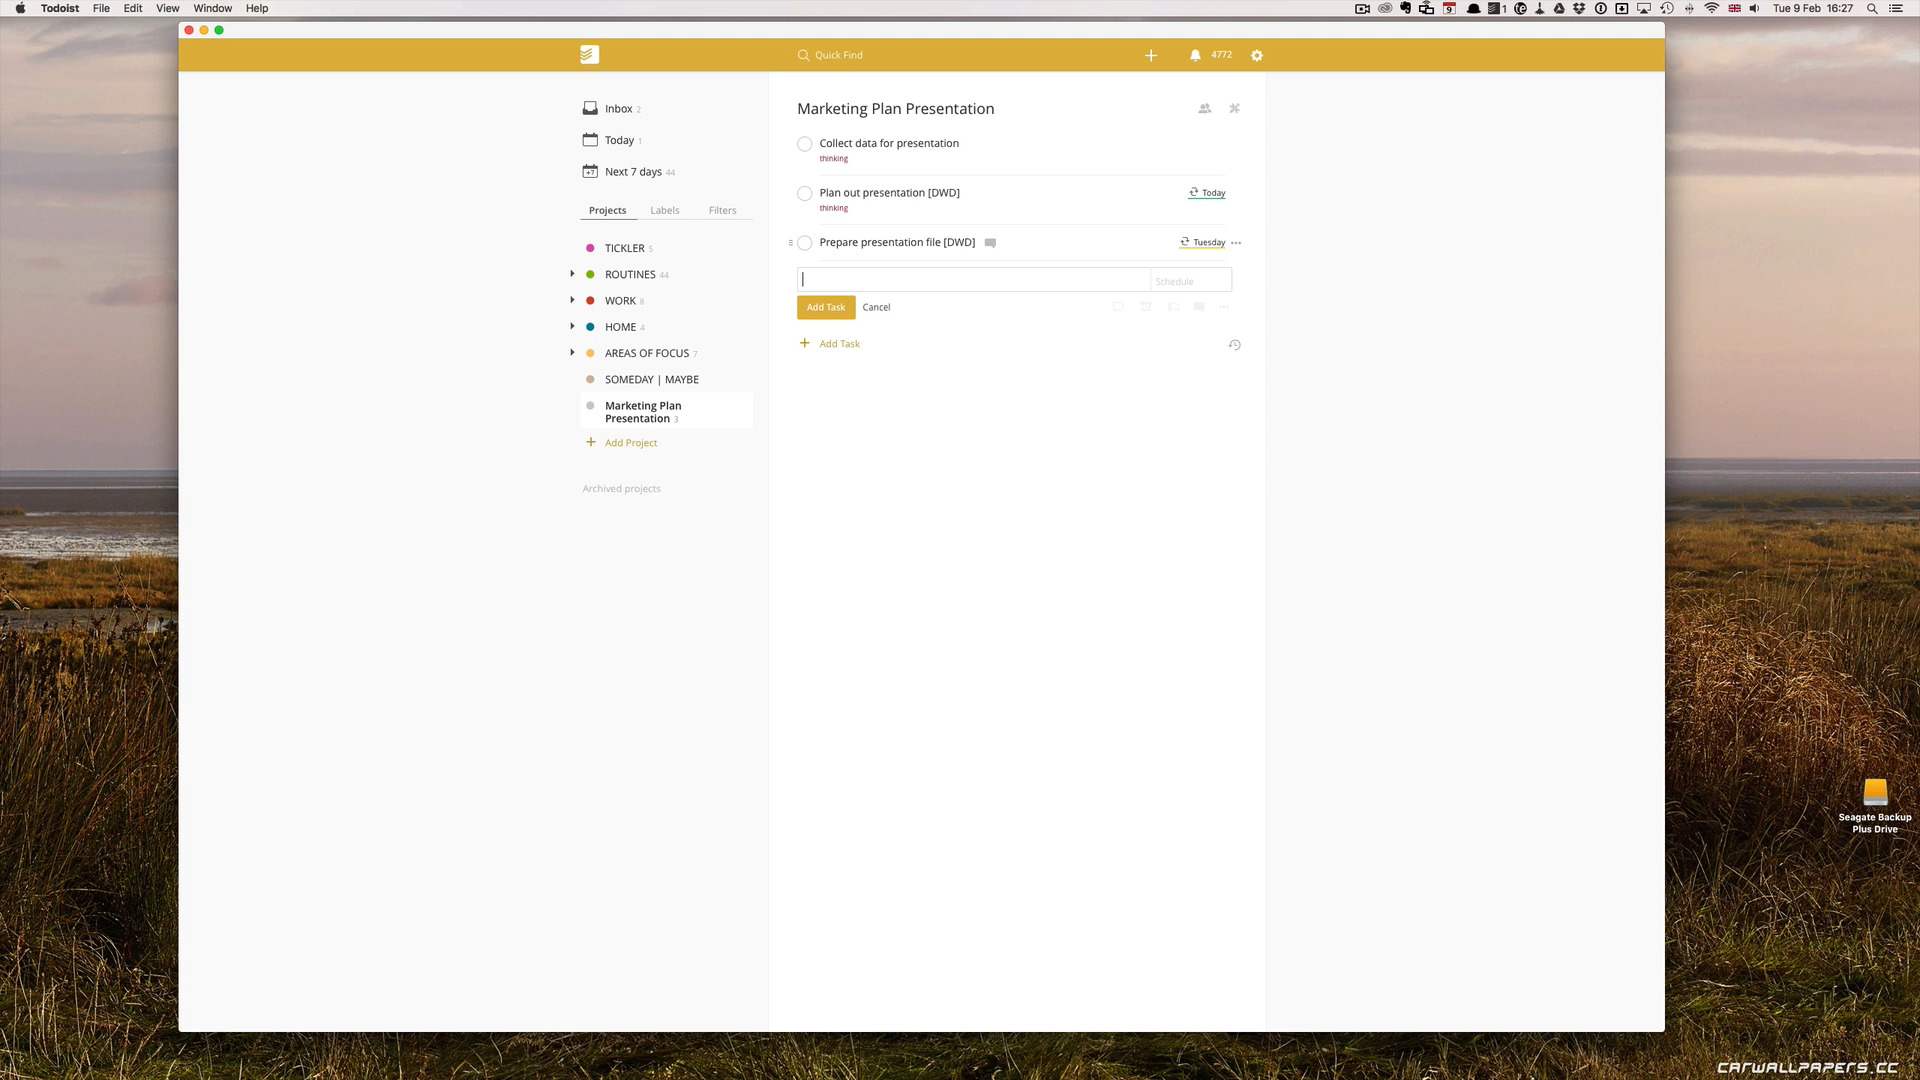 Todoist File Edit View Window Help
9 1 Tue 9 Feb 16:27
Quick Find
4772
Inbox 2
Today 1
+7 Next 7 days 44
Projects Labels Filters
TICKLER 5
ROUTINES 44
WORK 8
HOME 4
AREAS OF FOCUS 7
SOMEDAY | MAYBE
Marketing Plan
Presentation 3
+ Add Project
Archived projects
Marketing Plan Presentation
Collect data for presentation
thinking
Plan out presentation [DWD] Today
thinking
Prepare presentation file [DWD] Tuesday
Schedule
Add Task Cancel
+ Add Task
Seagate Backup
Plus Drive
CARWALLPAPERS.CC